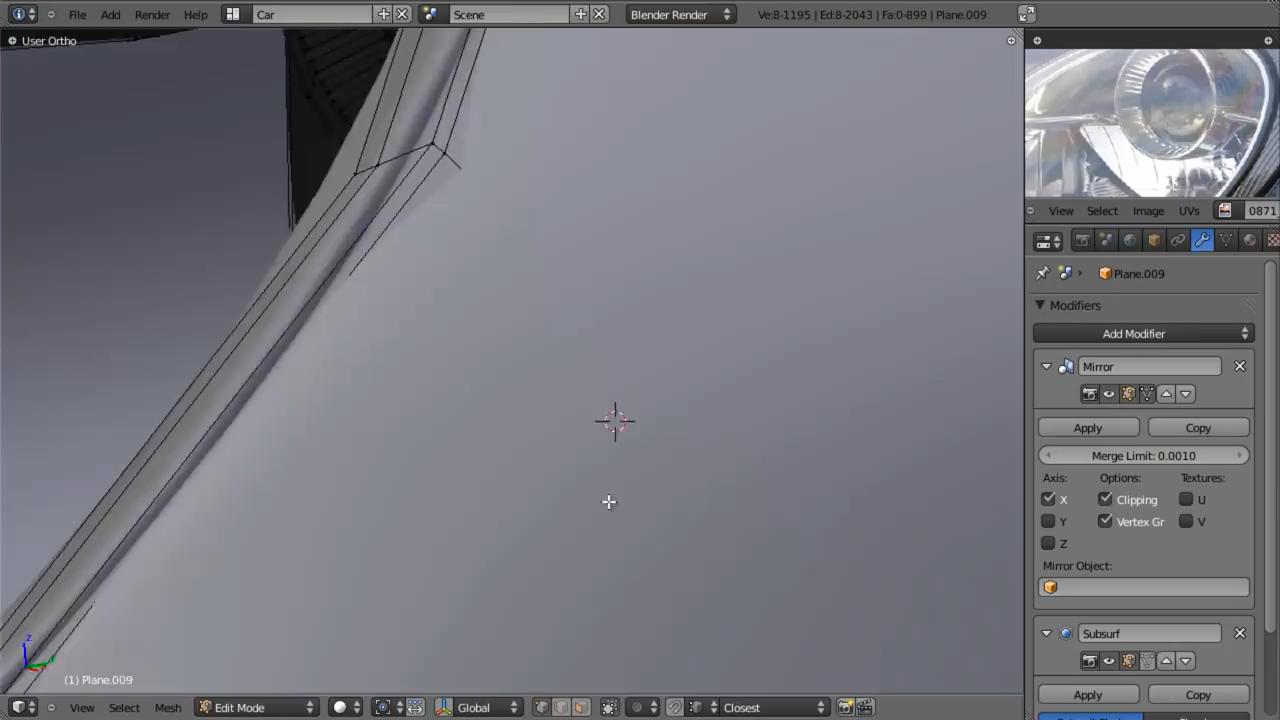 File Add Render Help Car Scene Blender Render Ve:8-1195 | Ed:8-2043 | Fa:0-899 | Plane.009
User Ortho
View Select Image UVs 0871
Plane.009
Modifiers
Add Modifier
Mirror
Apply Copy
Merge Limit: 0.0010
Axis: Options: Textures:
X Clipping U
Y Vertex Gr V
Z
Mirror Object:
Subsurf
z
(1) Plane.009
Apply Copy
View Select Mesh Edit Mode Global Closest